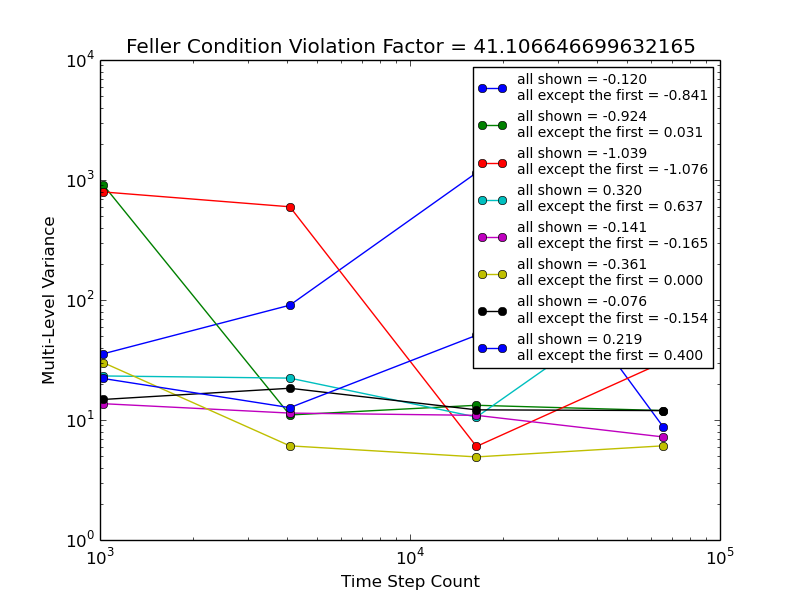 Feller Condition Violation Factor = 41.106646699632165
10^4
10^3
10^2
10^1
10^0
Multi-Level Variance
all shown = -0.120
all except the first = -0.841
all shown = -0.924
all except the first = 0.031
all shown = -1.039
all except the first = -1.076
all shown = 0.320
all except the first = 0.637
all shown = -0.141
all except the first = -0.165
all shown = -0.361
all except the first = 0.000
all shown = -0.076
all except the first = -0.154
all shown = 0.219
all except the first = 0.400
10^3 10^4 10^5
Time Step Count